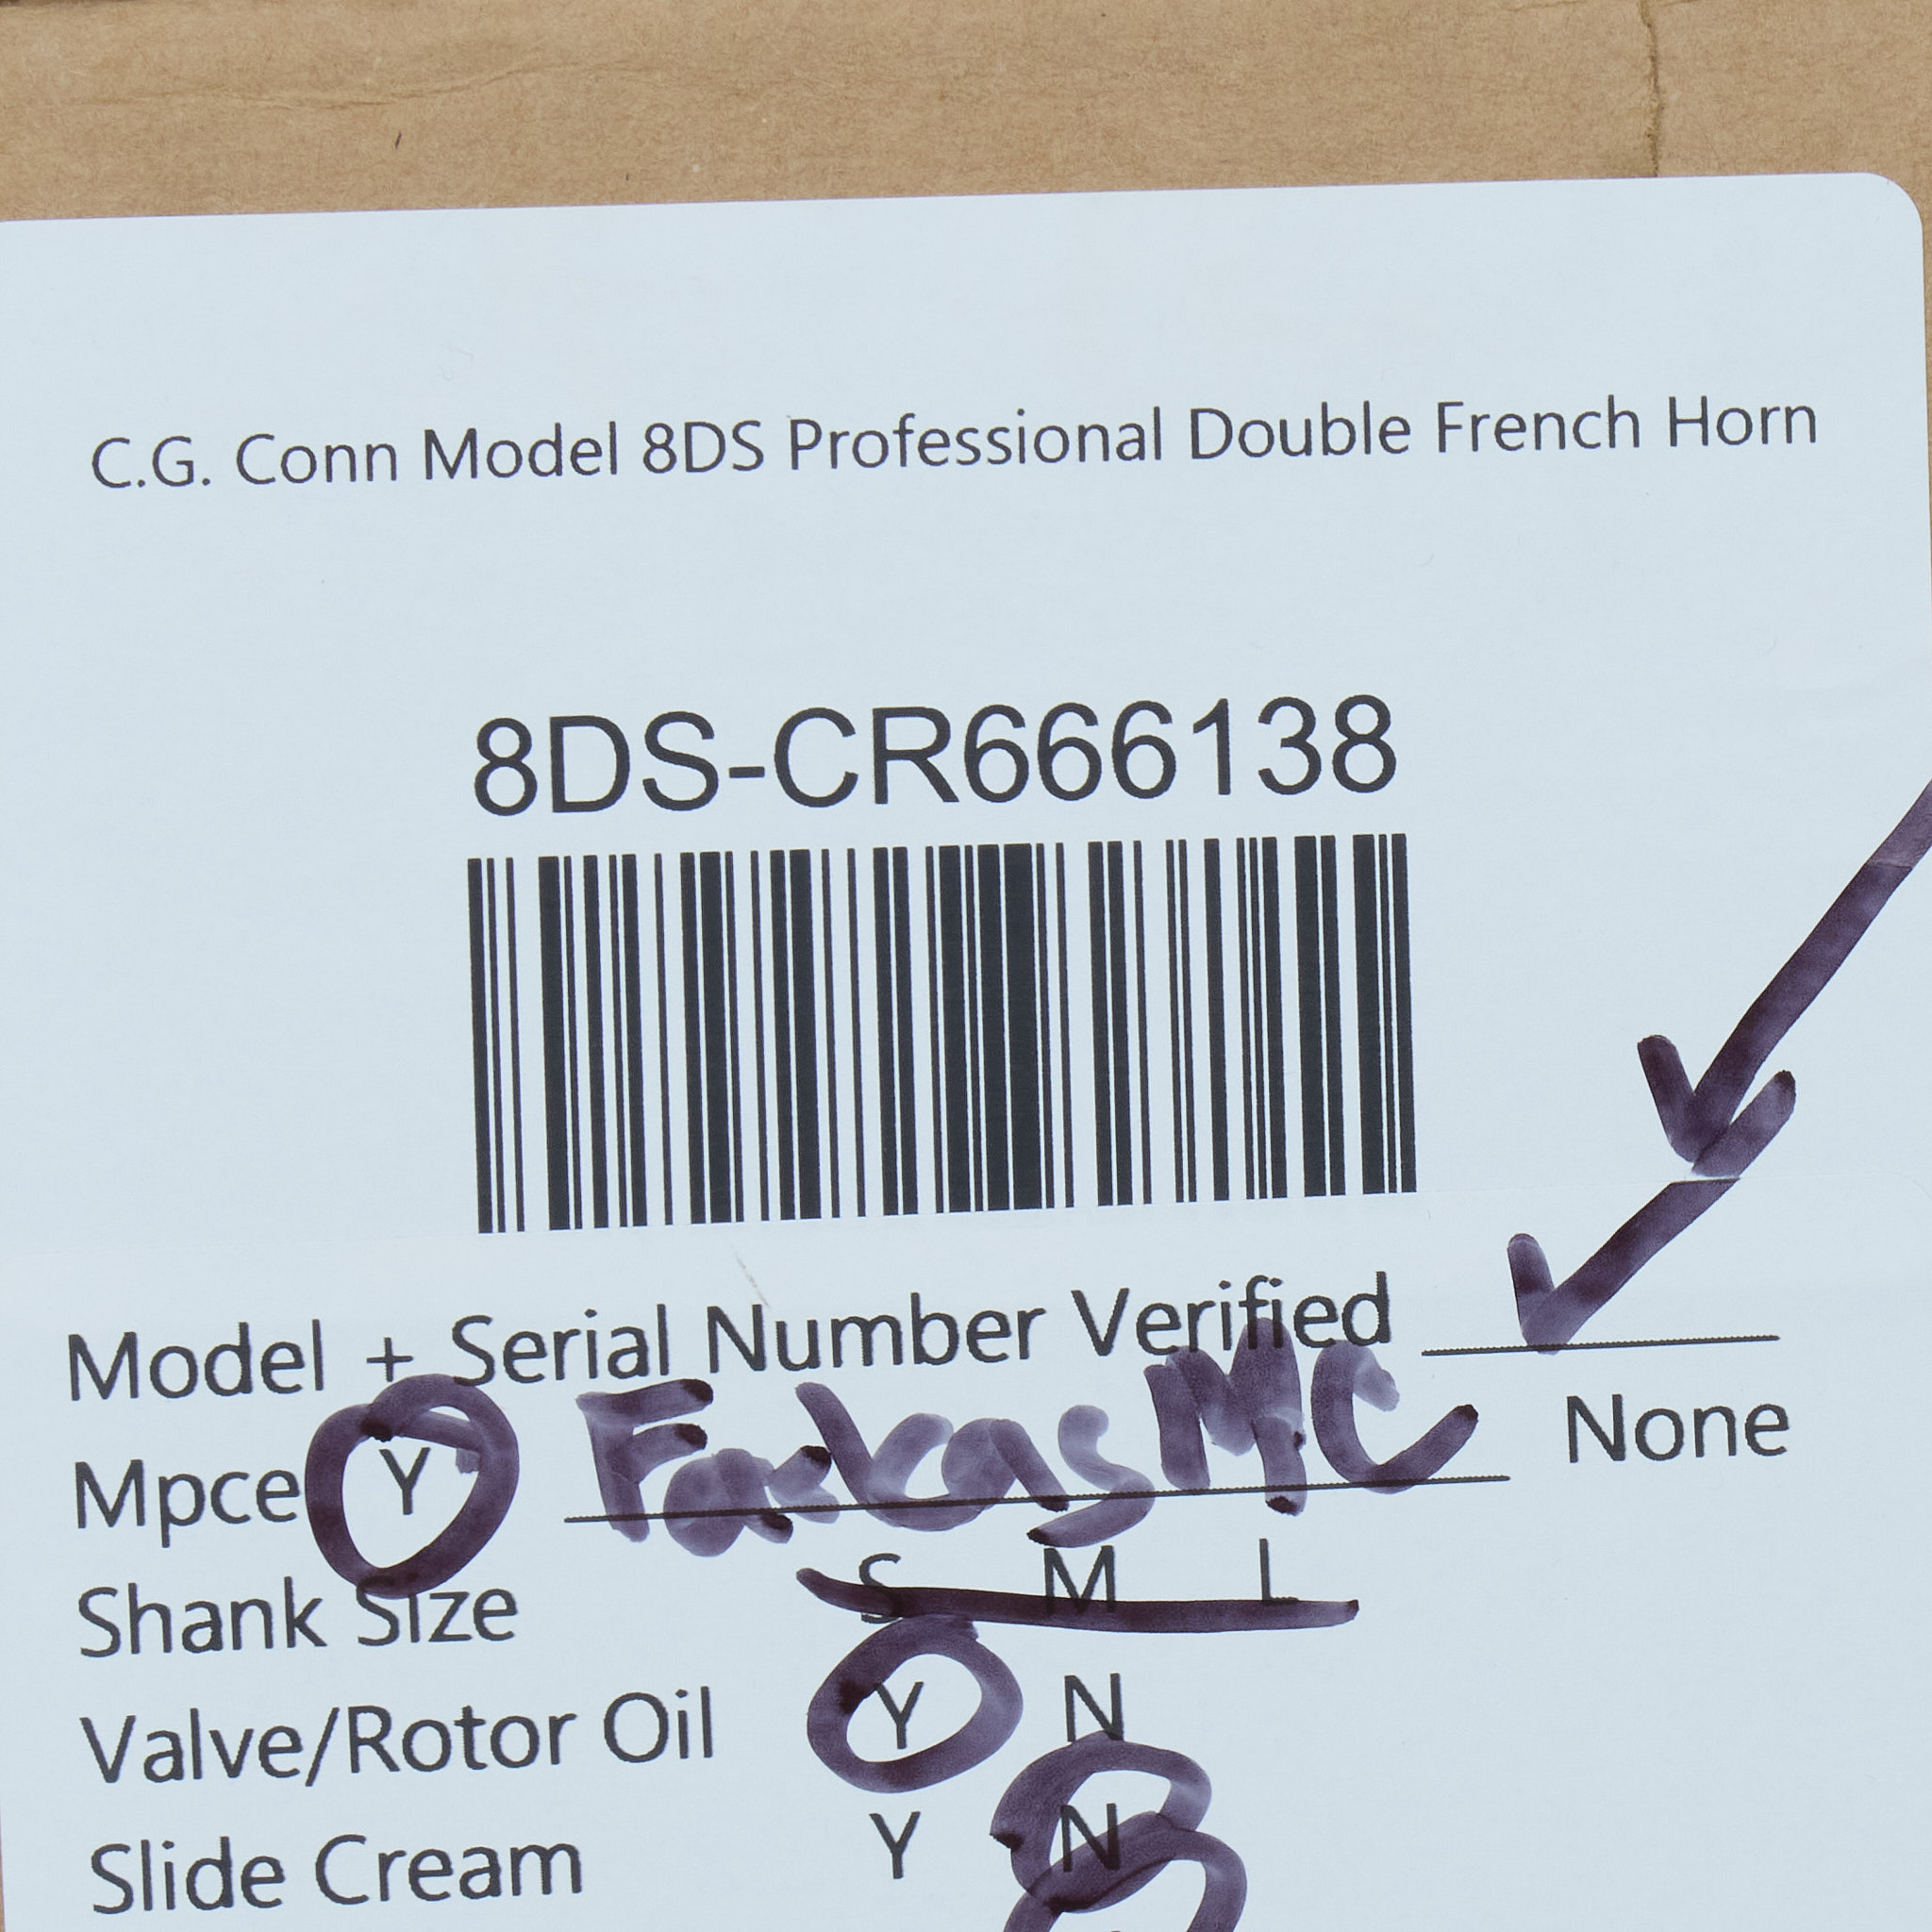 C.G. Conn Model 8DS Professional Double French Horn
8DS-CR666138
Model + Serial Number Verified ✓
Mpce Y Farkas MC None
Shank Size S M L
Valve/Rotor Oil Y N
Slide Cream Y N